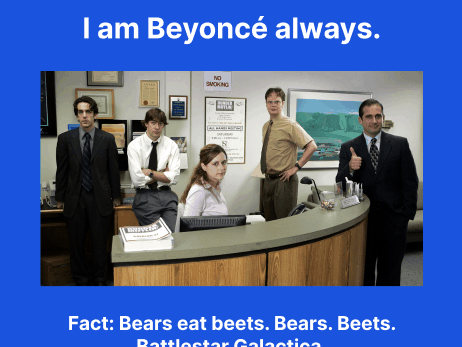 I am Beyoncé always.
NO
SMOKING
Fact: Bears eat beets. Bears. Beets.
Battlestar Galactica.